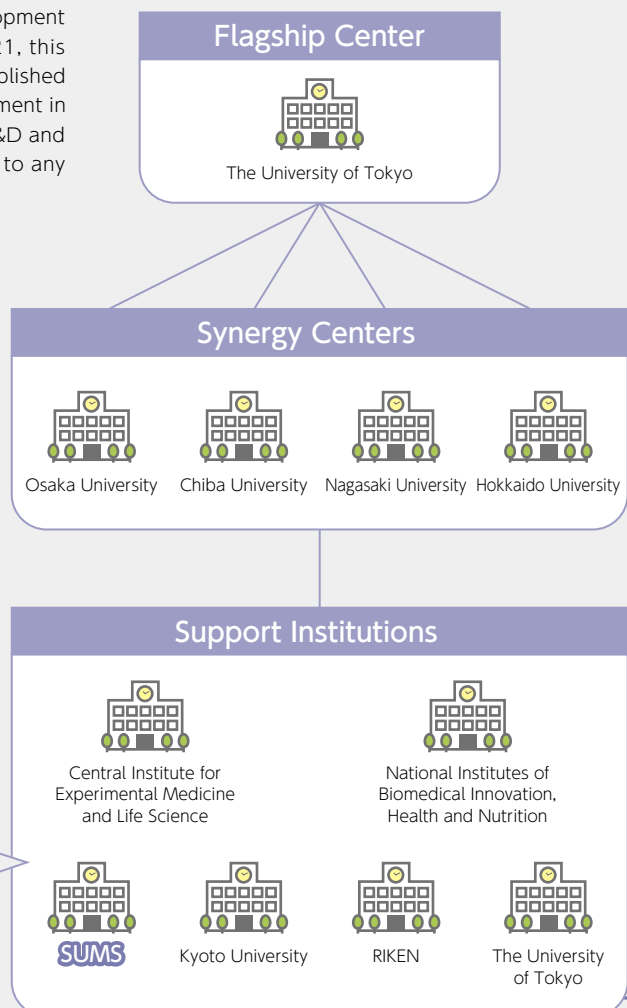 opment
21, this
olished
ment in
&D and
to any
Flagship Center
The University of Tokyo
Synergy Centers
Osaka University
Chiba University
Nagasaki University
Hokkaido University
Support Institutions
Central Institute for
Experimental Medicine
and Life Science
National Institutes of
Biomedical Innovation,
Health and Nutrition
SUMS
Kyoto University
RIKEN
The University
of Tokyo